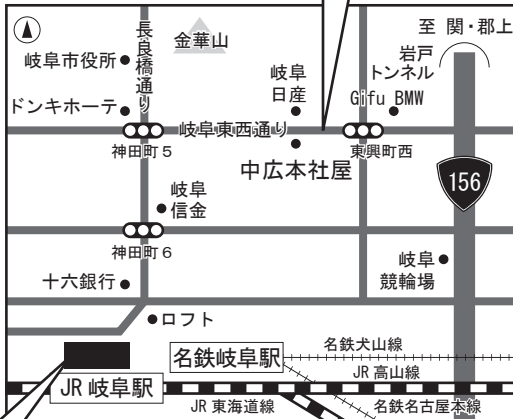 至 関・郡上
長良橋通り
金華山
岐阜市役所
岩戸
トンネル
岐阜
日産
Gifu BMW
ドンキホーテ
岐阜東西通り
神田町5
東興町西
中広本社屋
156
岐阜
信金
神田町6
岐阜
競輪場
十六銀行
ロフト
名鉄岐阜駅
名鉄犬山線
JR 高山線
JR 岐阜駅
JR 東海道線
名鉄名古屋本線